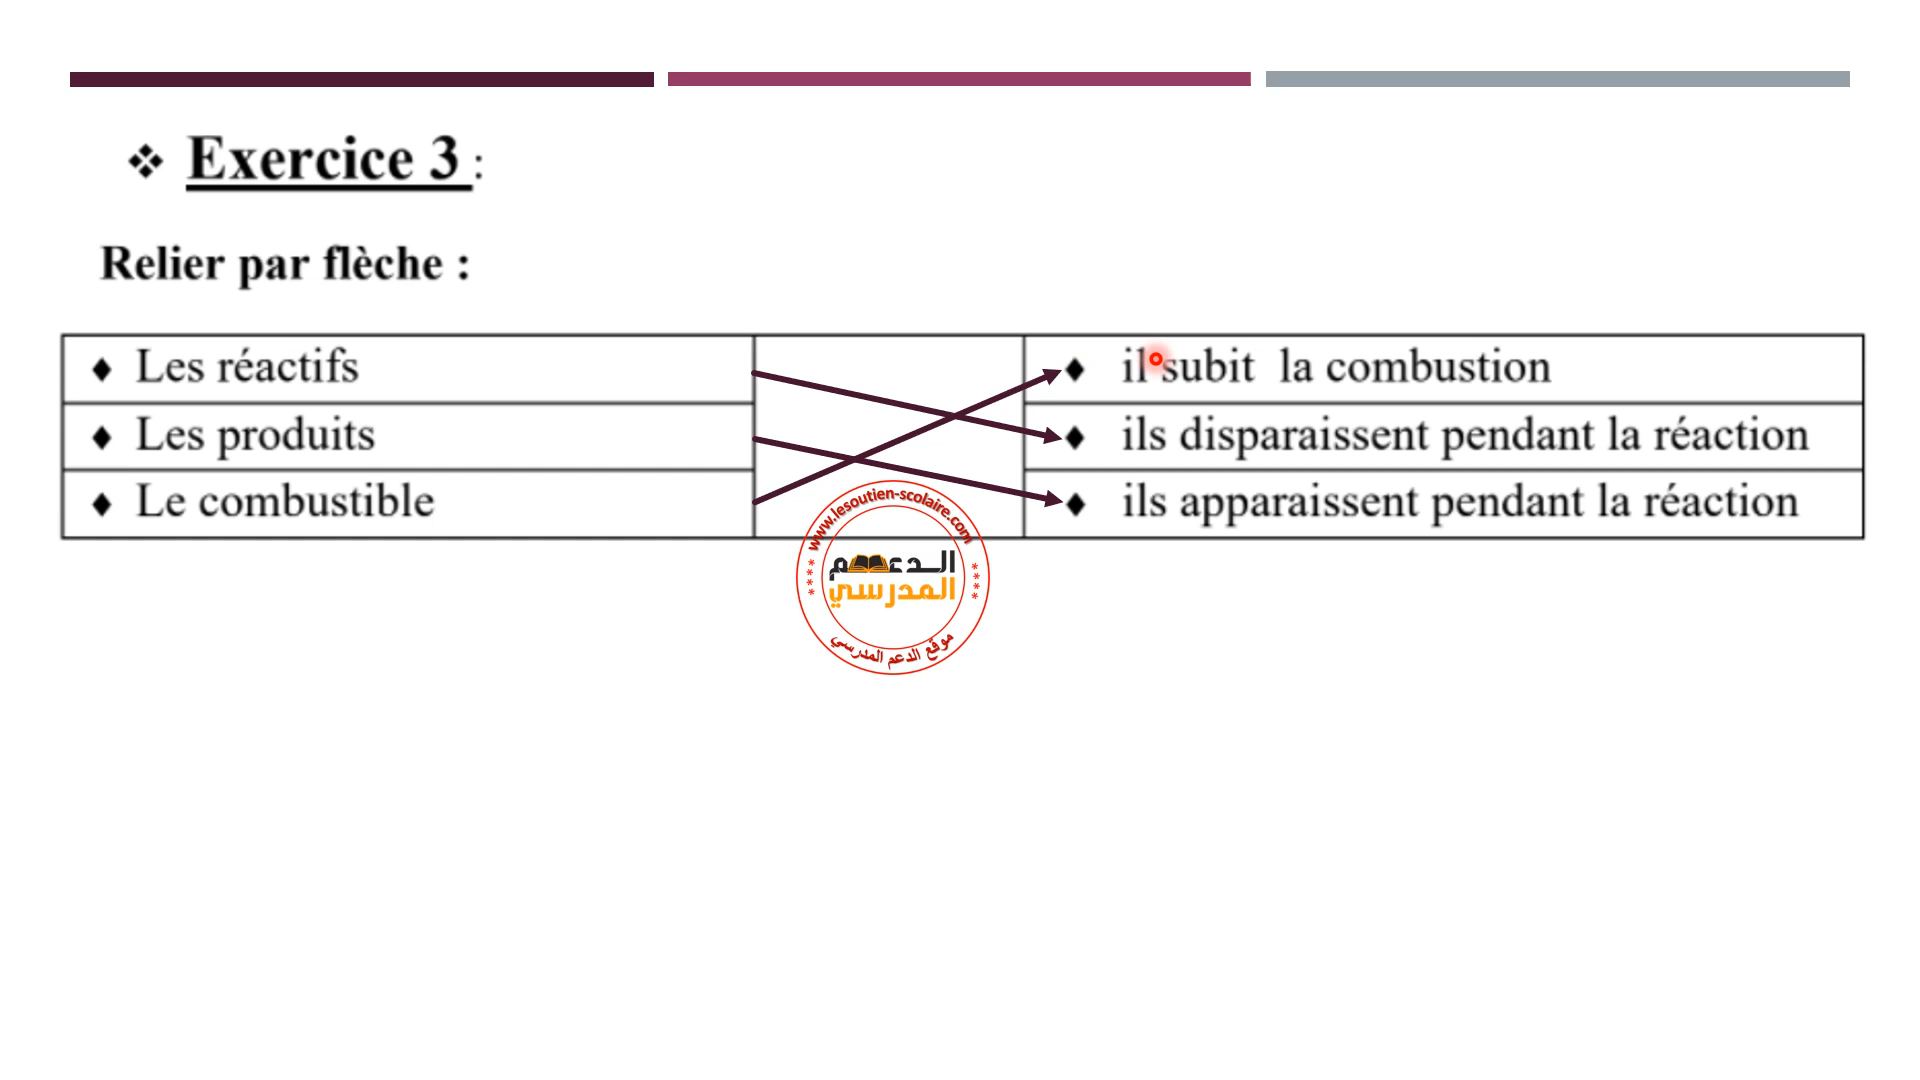 ❖ Exercice 3 :
Relier par flèche :
♦ Les réactifs
♦ il subit la combustion
♦ Les produits
♦ ils disparaissent pendant la réaction
♦ Le combustible
♦ ils apparaissent pendant la réaction
**** www.lesoutien-scolaire.com ****
الدعم
المدرسي
موقع الدعم المدرسي